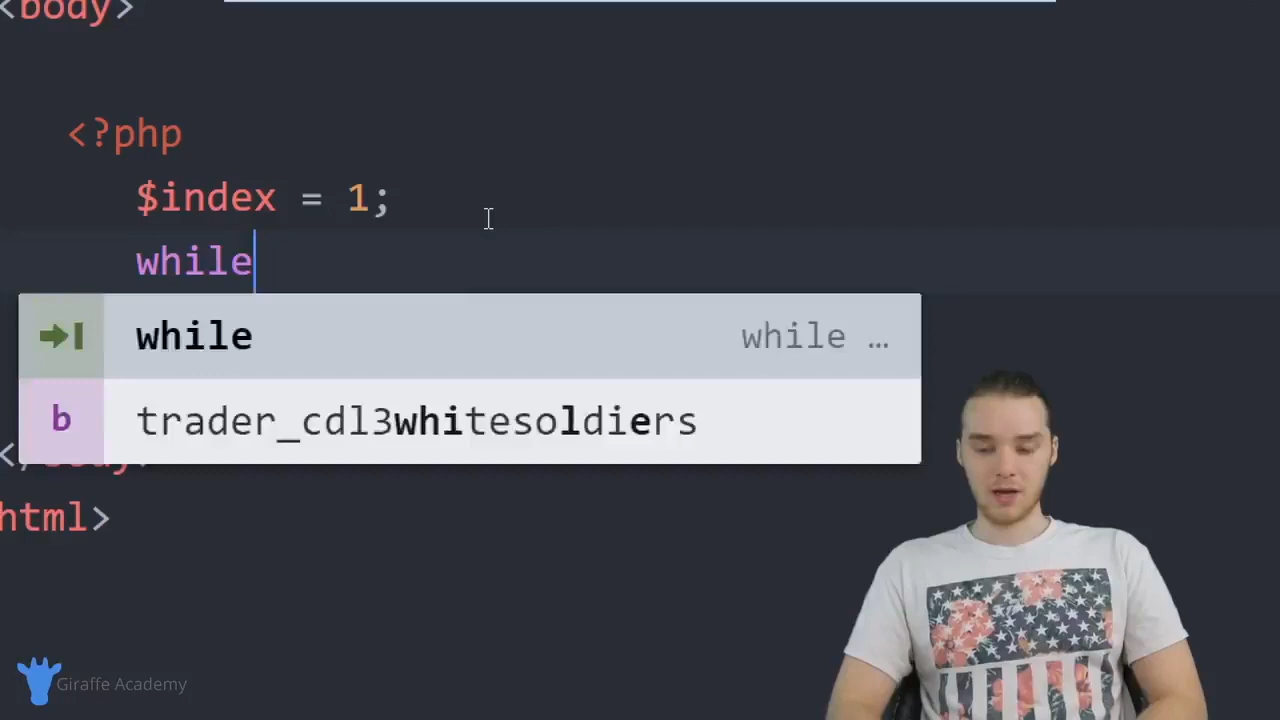 <body>
<?php
$index = 1;
while
while while …
b trader_cdl3whitesoldiers
html>
Giraffe Academy